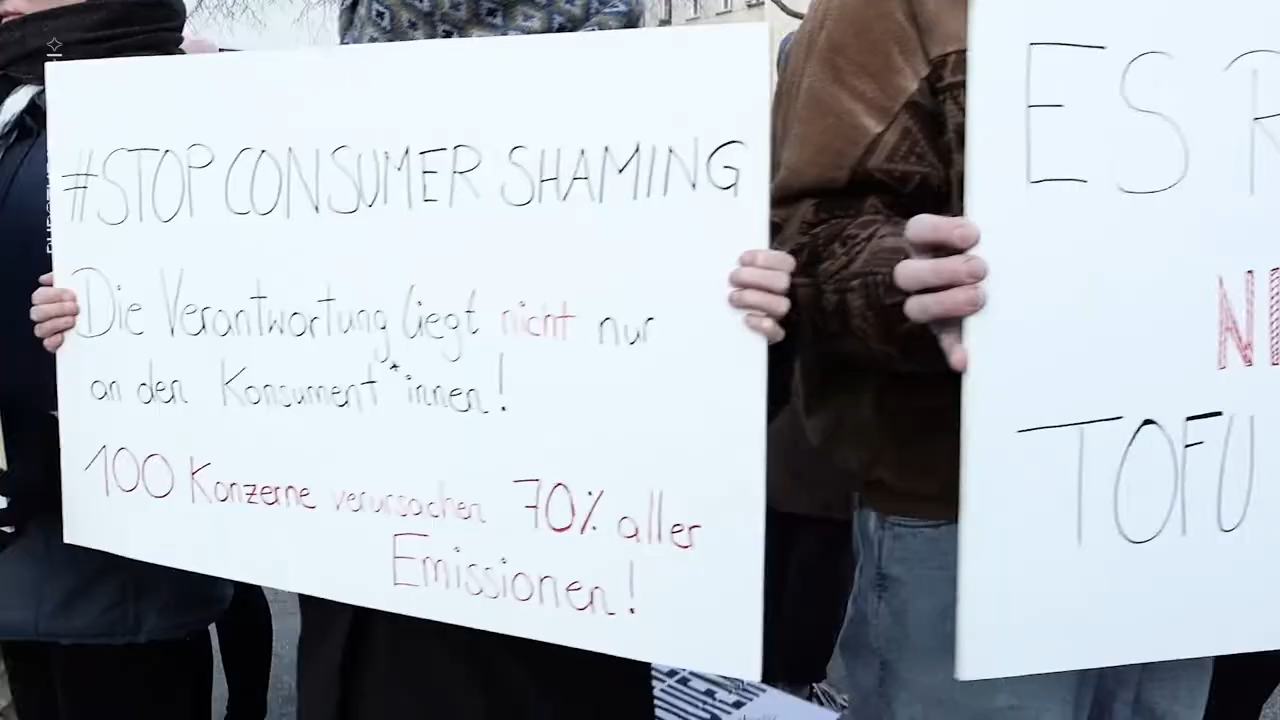 #STOP CONSUMER SHAMING
Die Verantwortung liegt nicht nur
an den Konsument*innen!
100 Konzerne verursachen 70% aller
Emissionen!
ES R
NI
TOFU